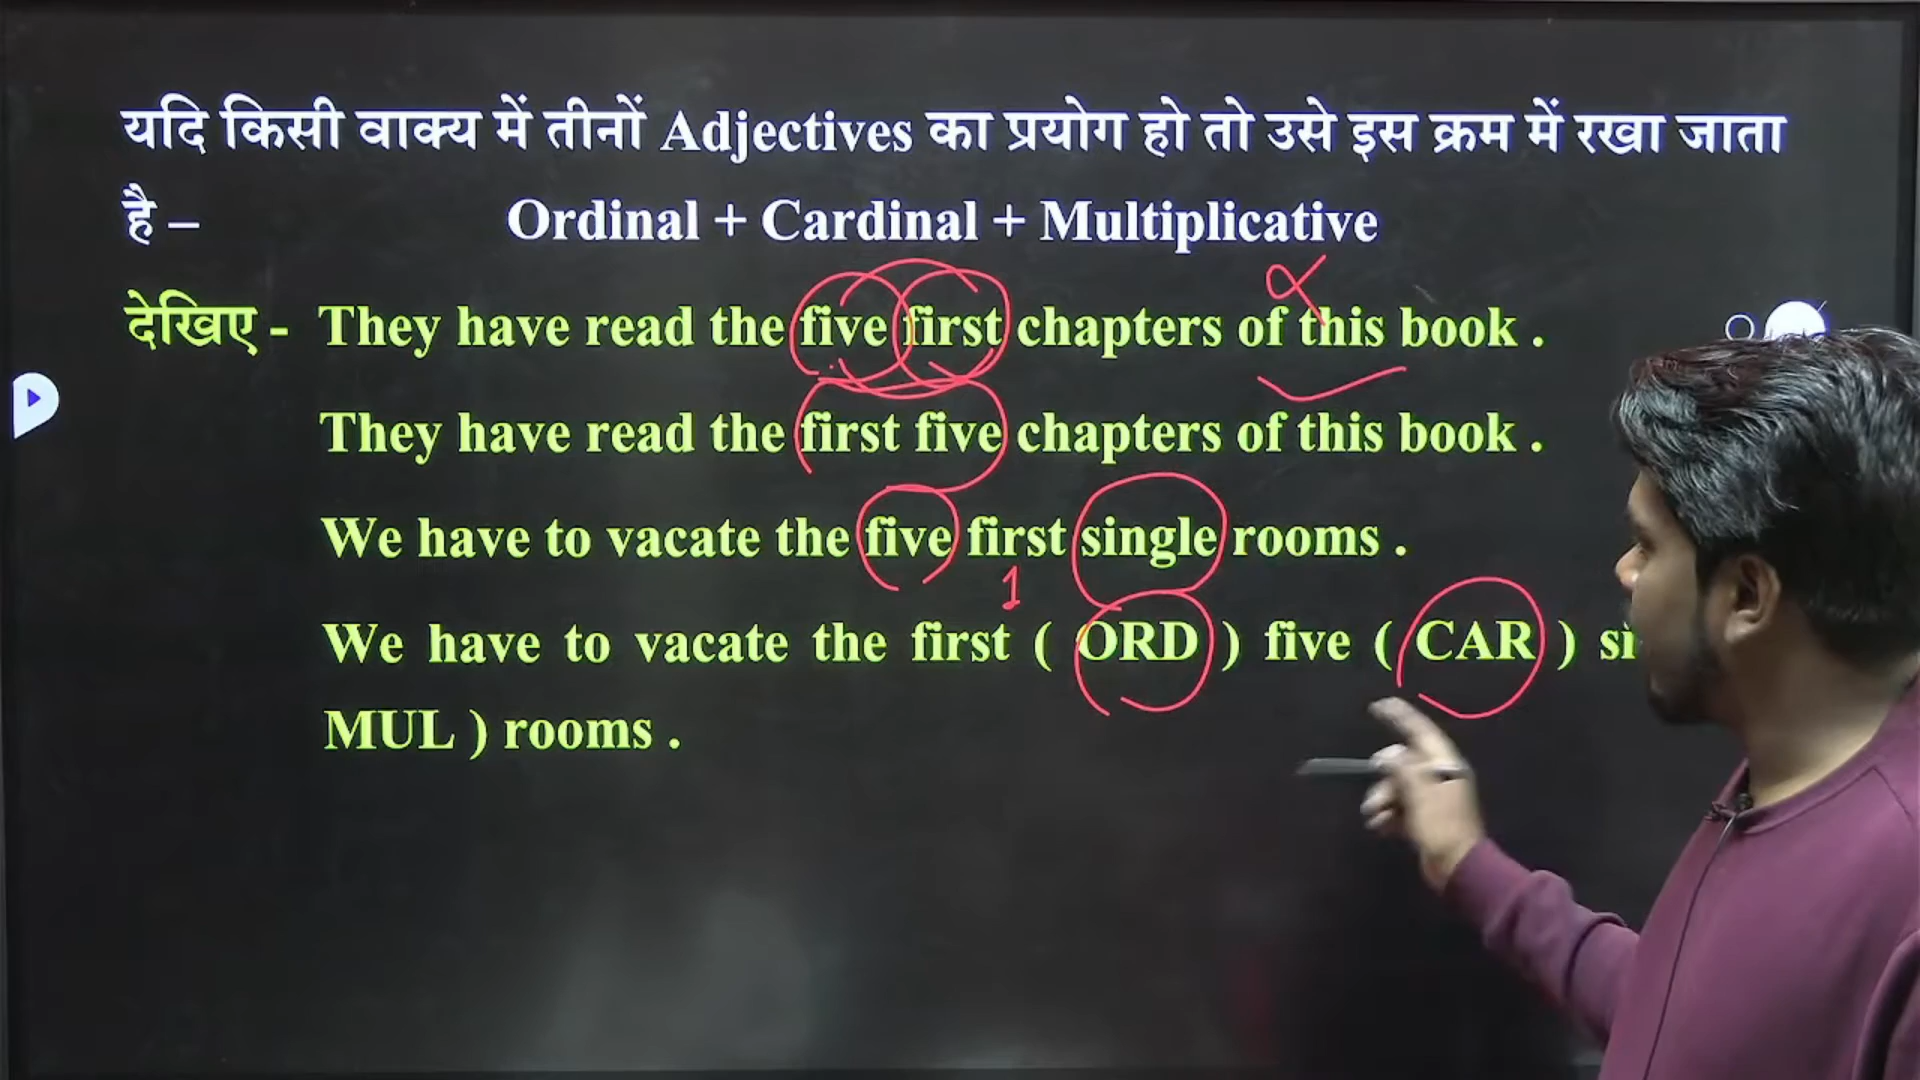 यदि किसी वाक्य में तीनों Adjectives का प्रयोग हो तो उसे इस क्रम में रखा जाता
है – Ordinal + Cardinal + Multiplicative
देखिए - They have read the five first chapters of this book .
They have read the first five chapters of this book .
We have to vacate the five first single rooms .
1
We have to vacate the first ( ORD ) five ( CAR )
MUL ) rooms .